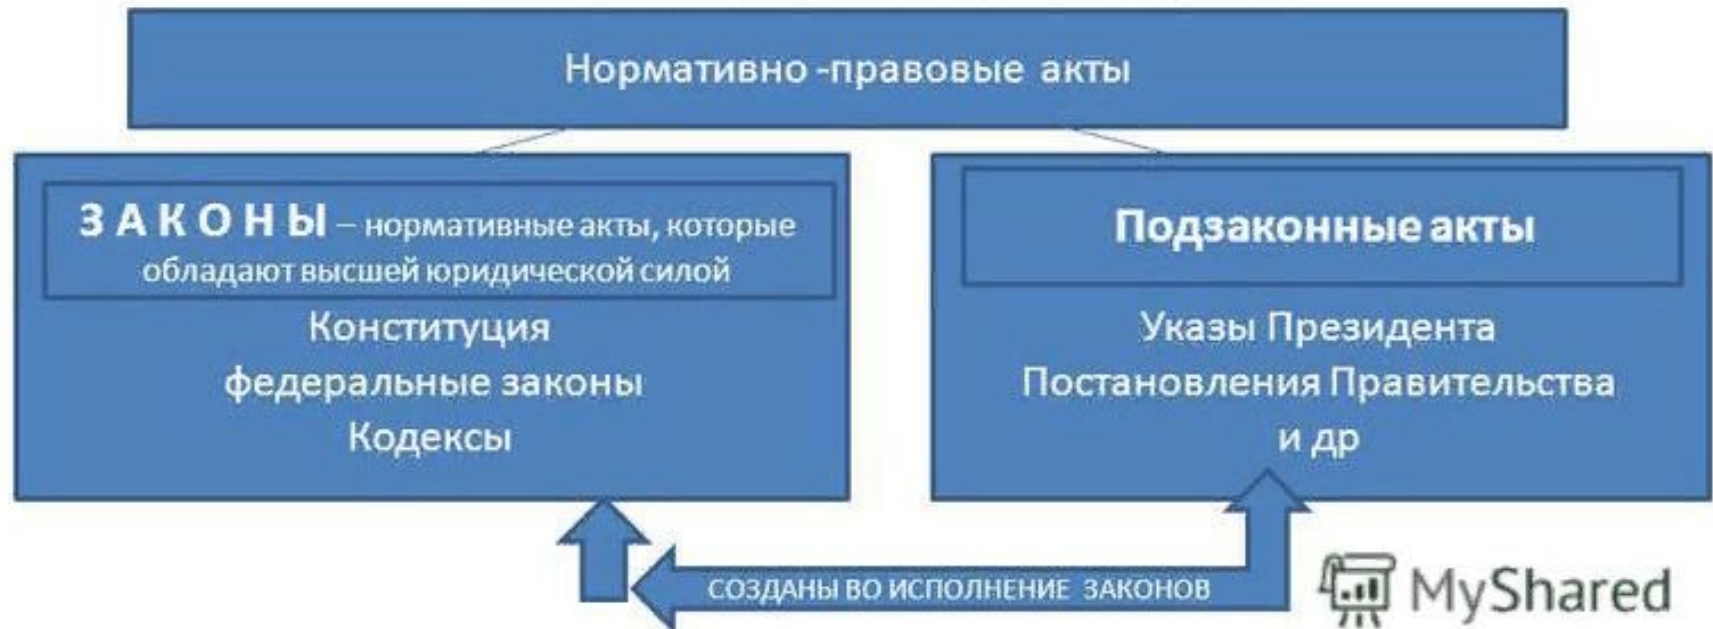 Нормативно -правовые акты
З А К О Н Ы – нормативные акты, которые
обладают высшей юридической силой
Конституция
федеральные законы
Кодексы
Подзаконные акты
Указы Президента
Постановления Правительства
и др
СОЗДАНЫ ВО ИСПОЛНЕНИЕ ЗАКОНОВ
MyShared